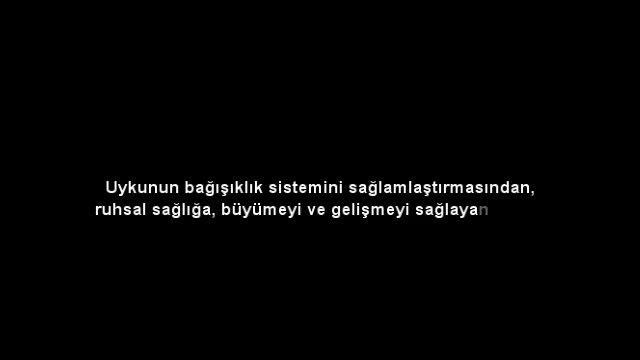 Uykunun bağışıklık sistemini sağlamlaştırmasından,
ruhsal sağlığa, büyümeyi ve gelişmeyi sağlayan